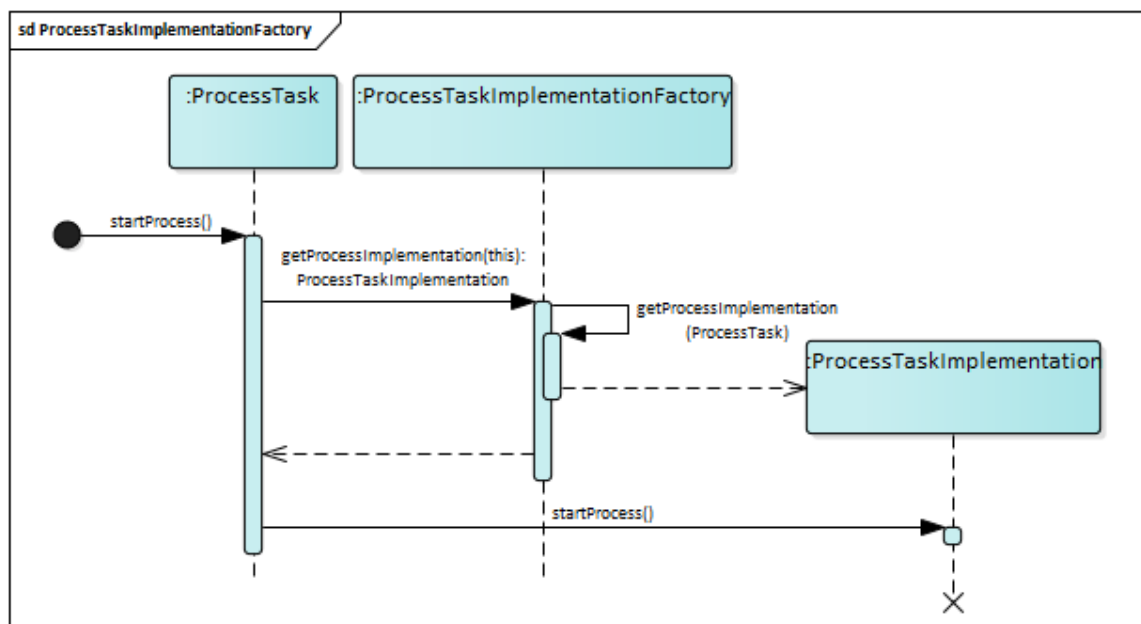 sd ProcessTaskImplementationFactory
:ProcessTask
:ProcessTaskImplementationFactory
startProcess()
getProcessImplementation(this):
ProcessTaskImplementation
getProcessImplementation
(ProcessTask)
:ProcessTaskImplementation
startProcess()